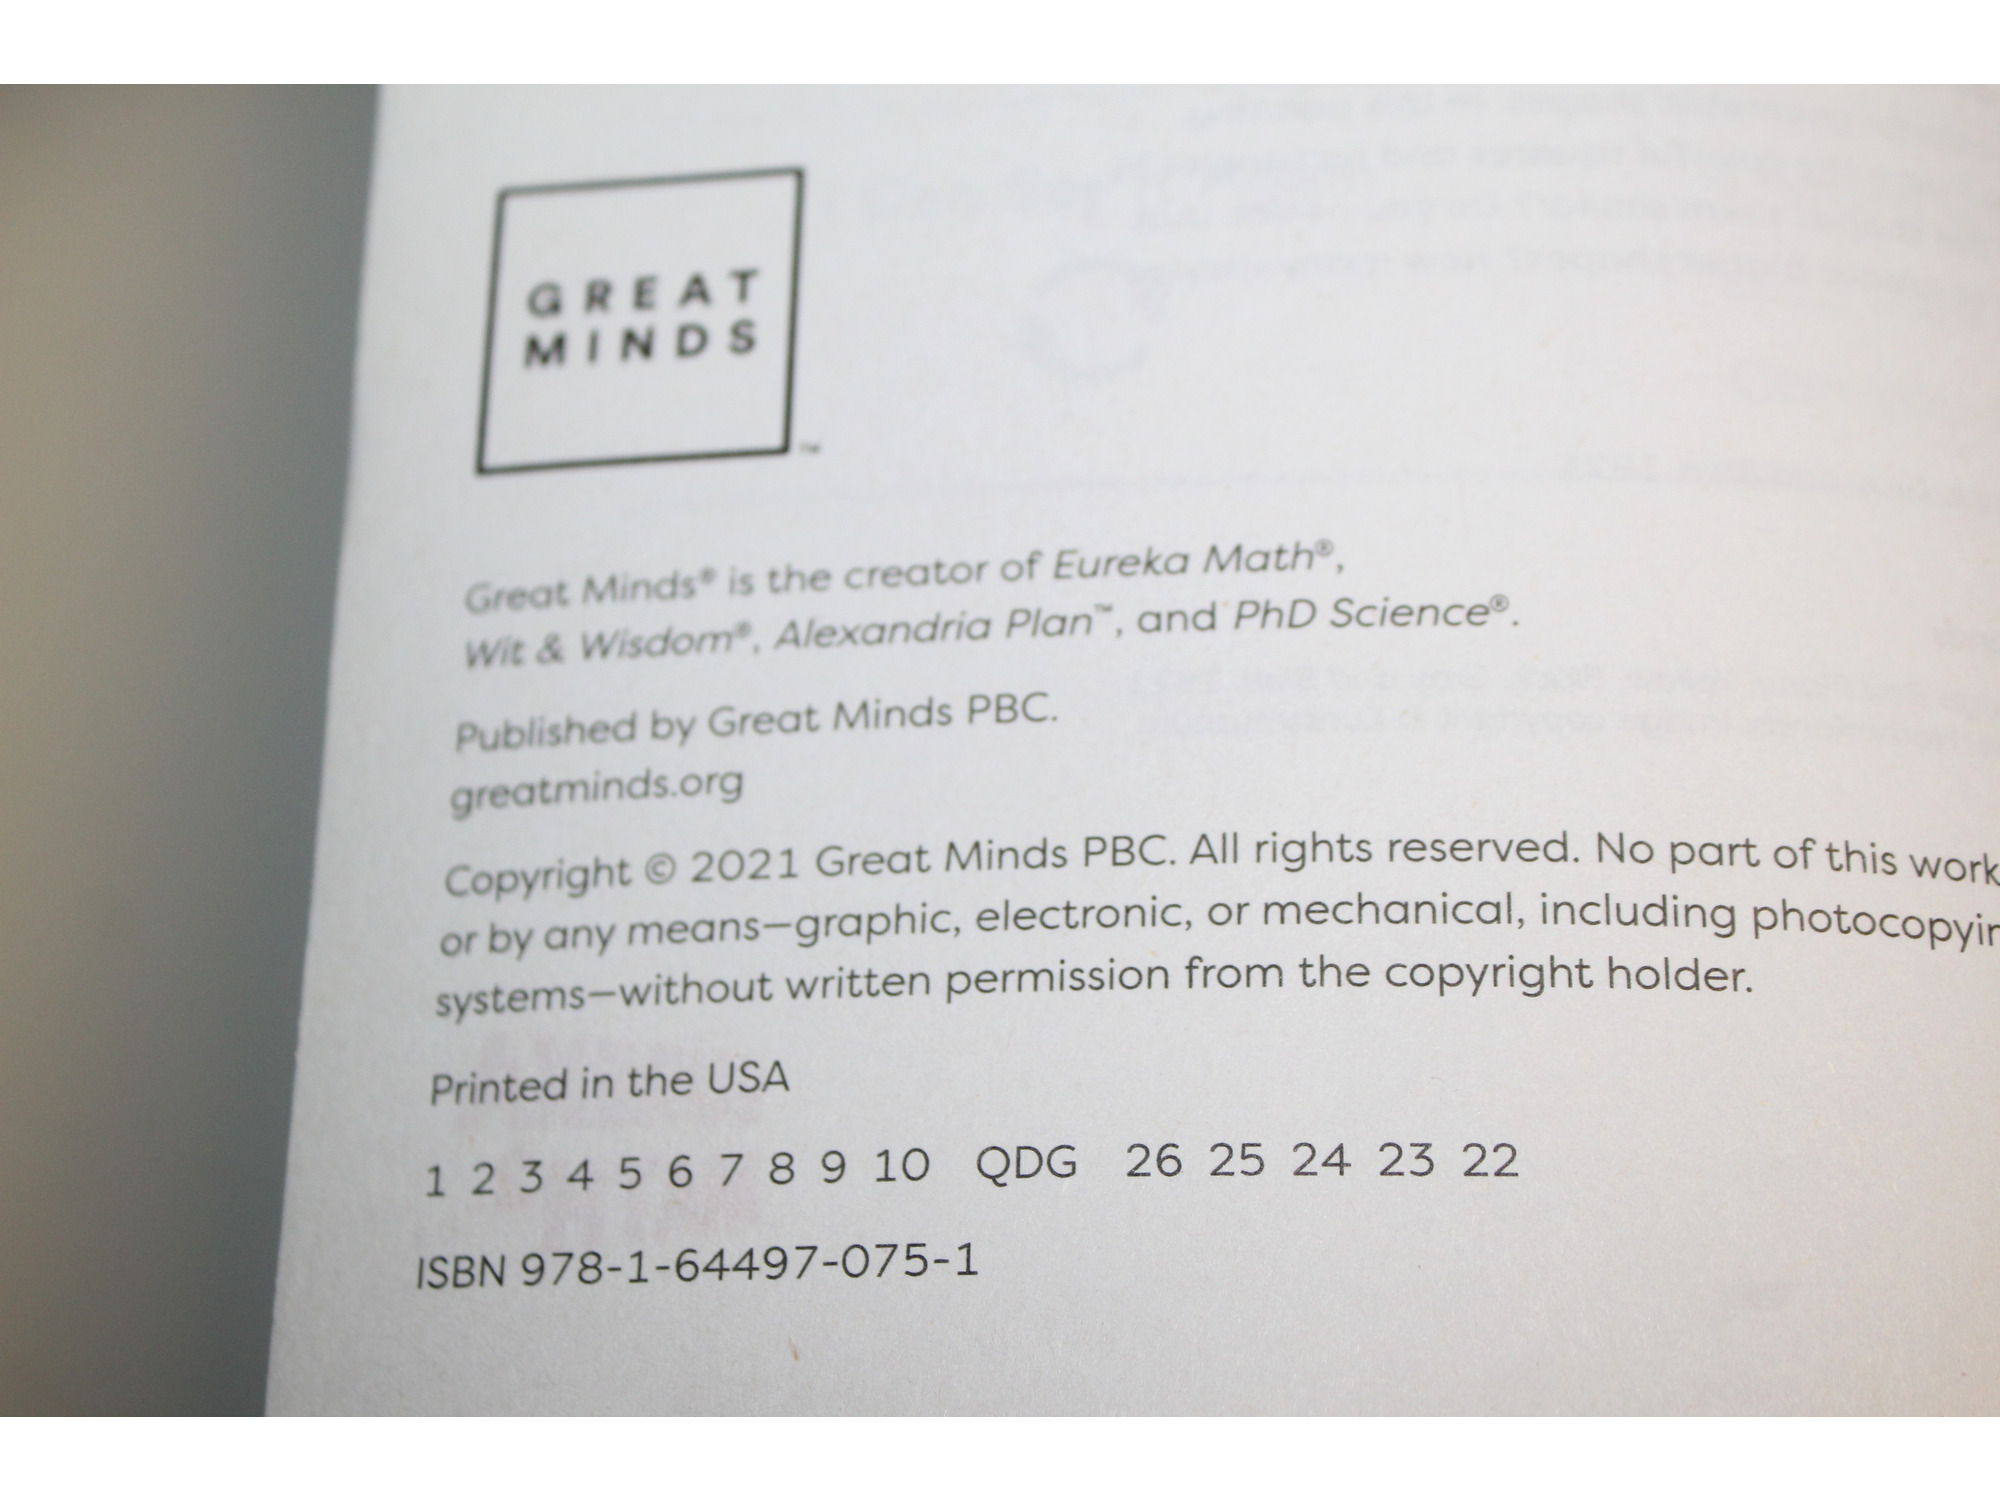 GREAT
MINDS
™
Great Minds® is the creator of Eureka Math®,
Wit & Wisdom®, Alexandria Plan™, and PhD Science®.
Published by Great Minds PBC.
greatminds.org
Copyright © 2021 Great Minds PBC. All rights reserved. No part of this work
or by any means—graphic, electronic, or mechanical, including photocopyin
systems—without written permission from the copyright holder.
Printed in the USA
1 2 3 4 5 6 7 8 9 10 QDG 26 25 24 23 22
ISBN 978-1-64497-075-1